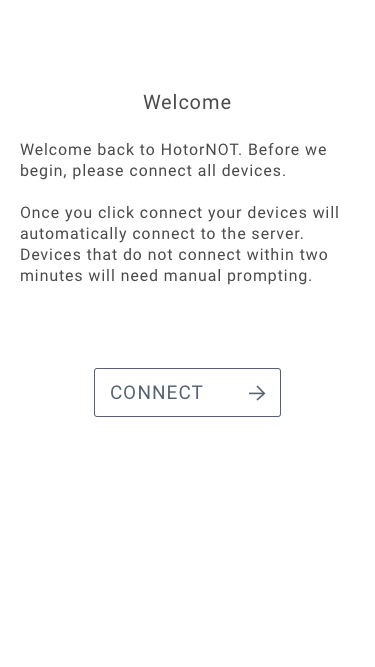 Welcome
Welcome back to HotorNOT. Before we
begin, please connect all devices.
Once you click connect your devices will
automatically connect to the server.
Devices that do not connect within two
minutes will need manual prompting.
CONNECT